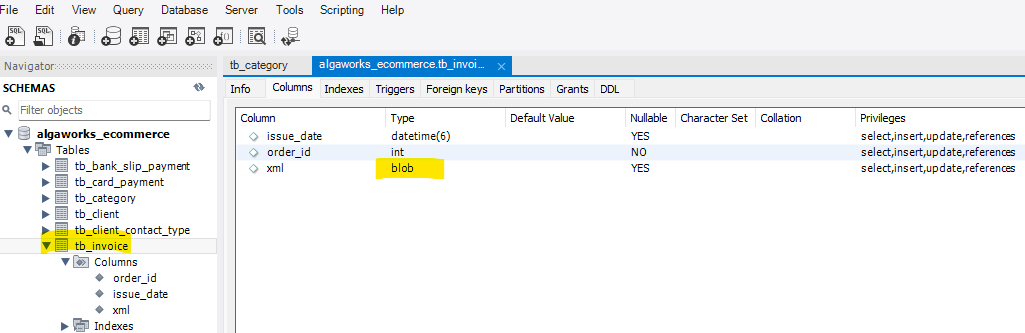 File Edit View Query Database Server Tools Scripting Help
SQL SQL
Navigator
SCHEMAS
Filter objects
algaworks_ecommerce
Tables
tb_bank_slip_payment
tb_card_payment
tb_category
tb_client
tb_client_contact_type
tb_invoice
Columns
order_id
issue_date
xml
Indexes
tb_category algaworks_ecommerce.tb_invoi...
Info Columns Indexes Triggers Foreign keys Partitions Grants DDL
Column Type Default Value Nullable Character Set Collation Privileges
issue_date datetime(6) YES select,insert,update,references
order_id int NO select,insert,update,references
xml blob YES select,insert,update,references